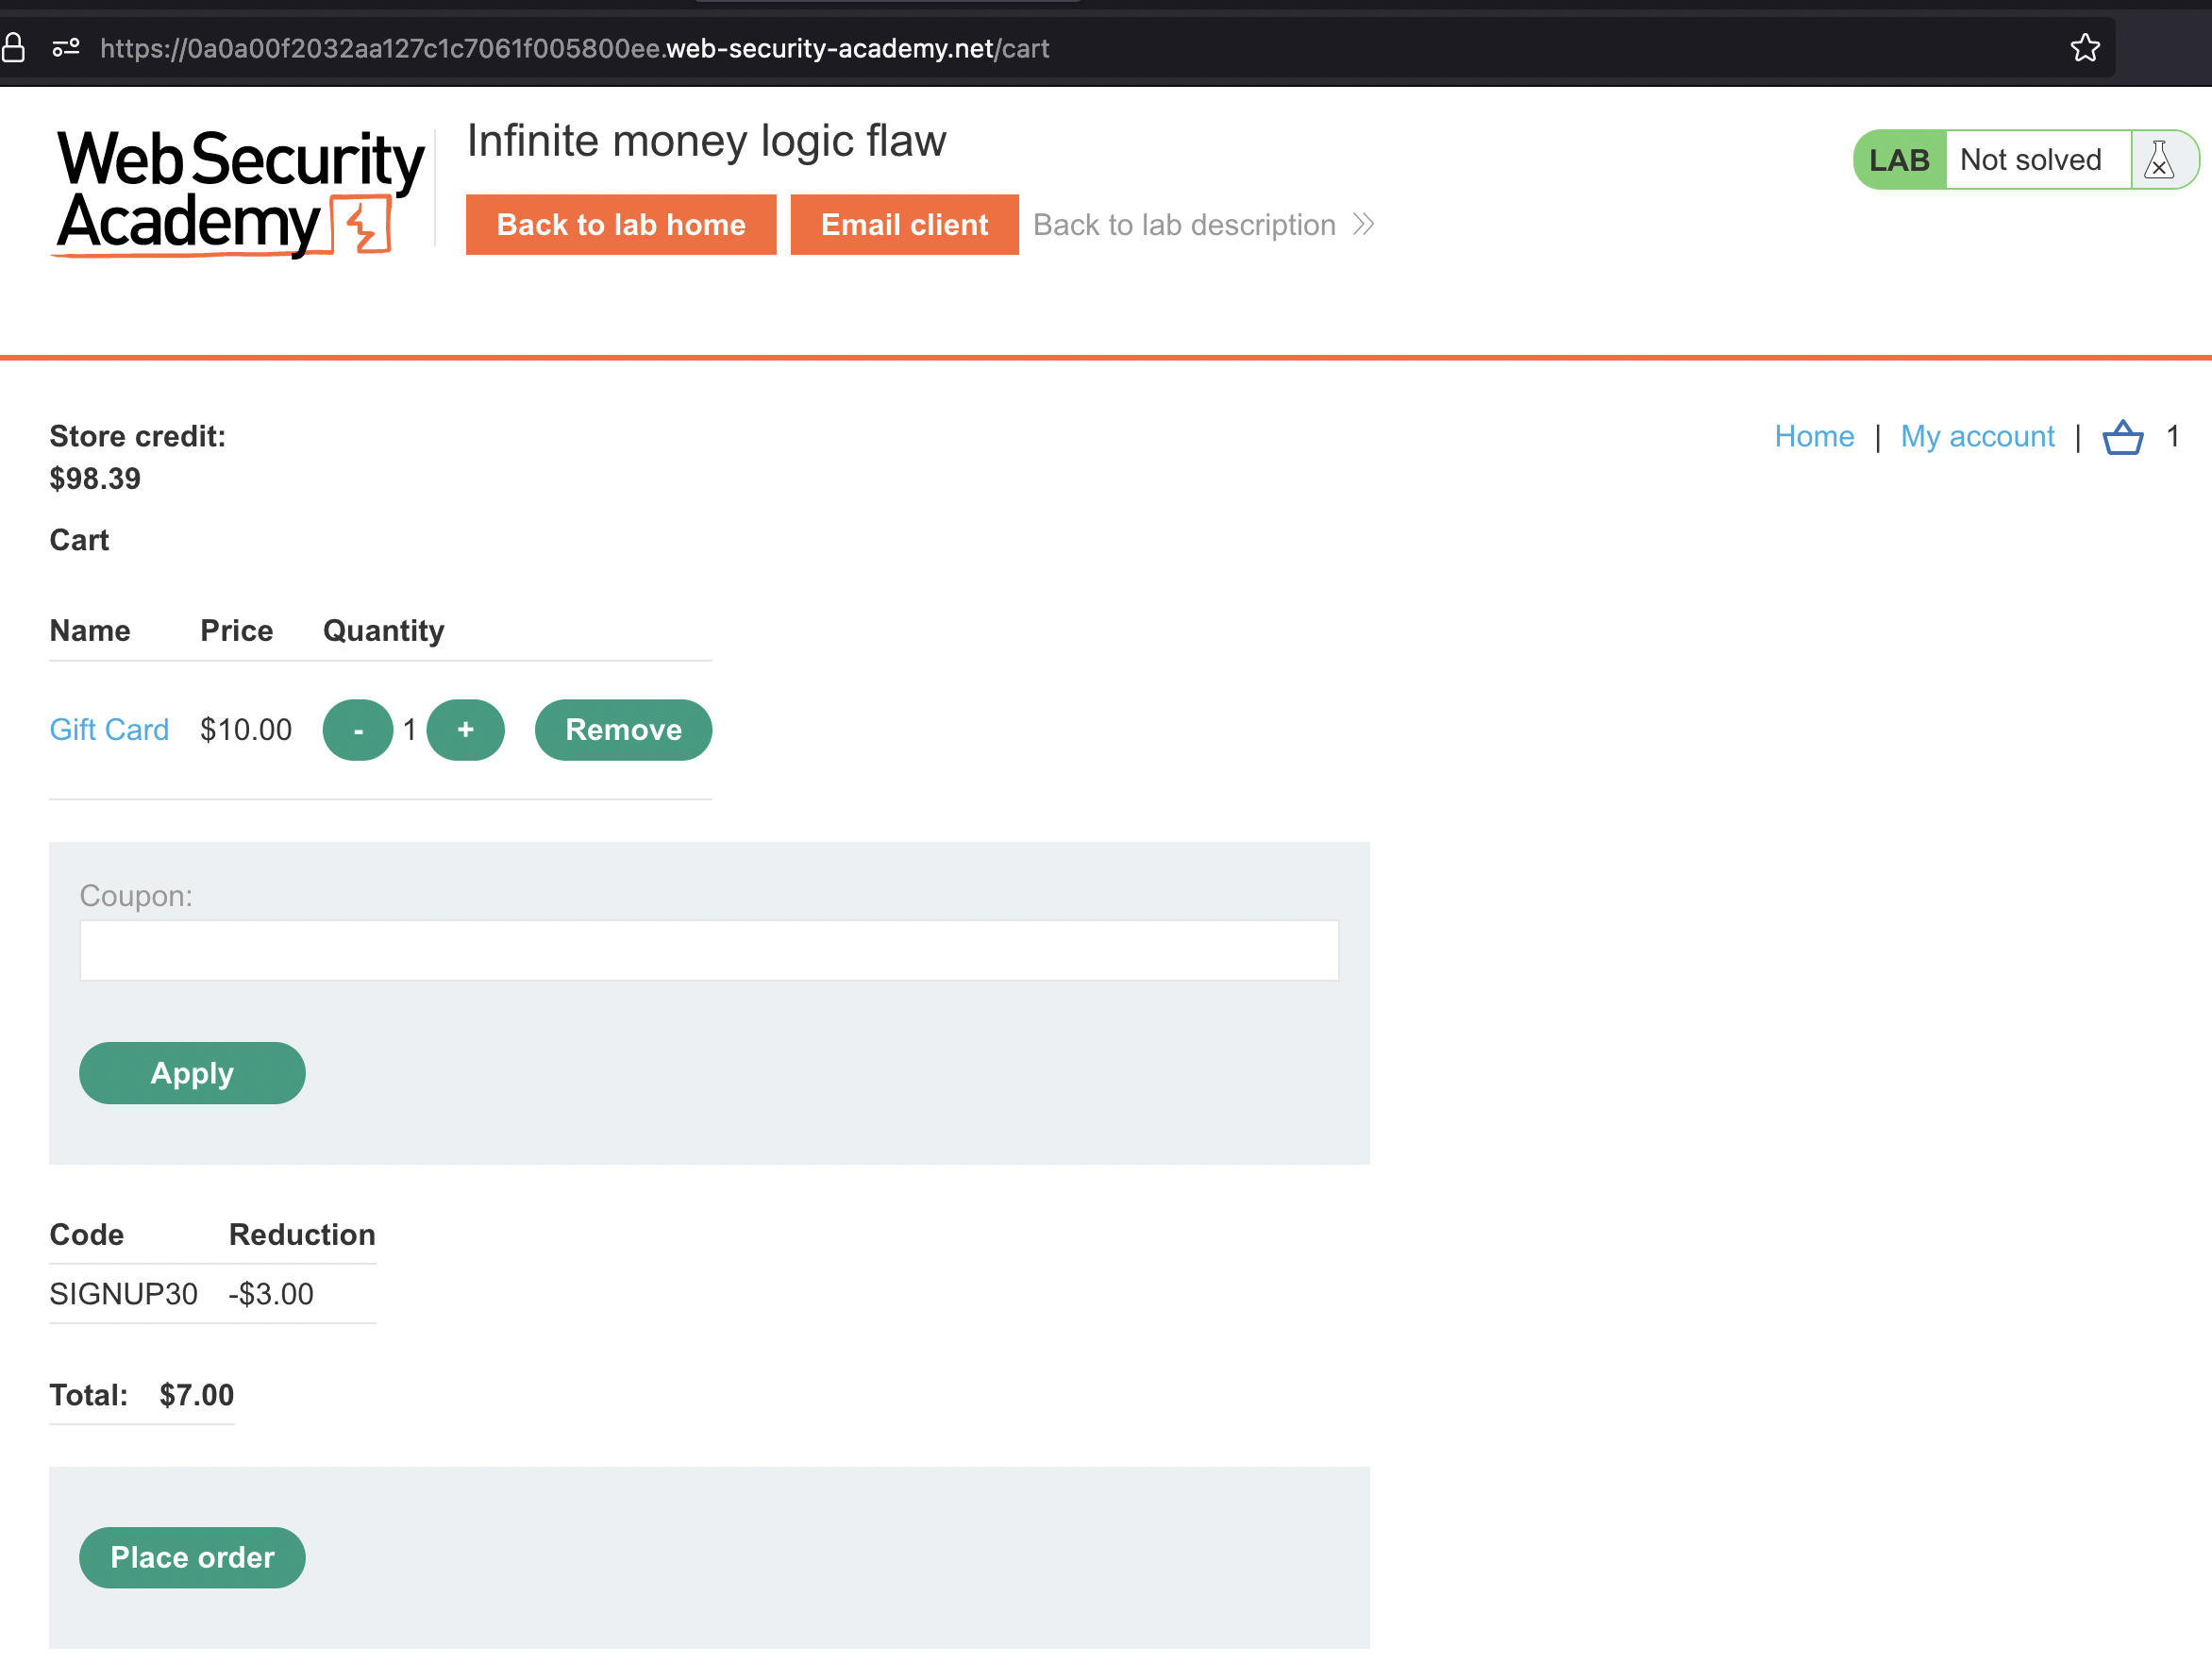 https://0a0a00f2032aa127c1c7061f005800ee.web-security-academy.net/cart
Web Security
Academy
Infinite money logic flaw
Back to lab home
Email client
Back to lab description
LAB
Not solved
Store credit:
$98.39
Home | My account | 1
Cart
Name Price Quantity
Gift Card $10.00 - 1 + Remove
Coupon:
Apply
Code Reduction
SIGNUP30 -$3.00
Total: $7.00
Place order